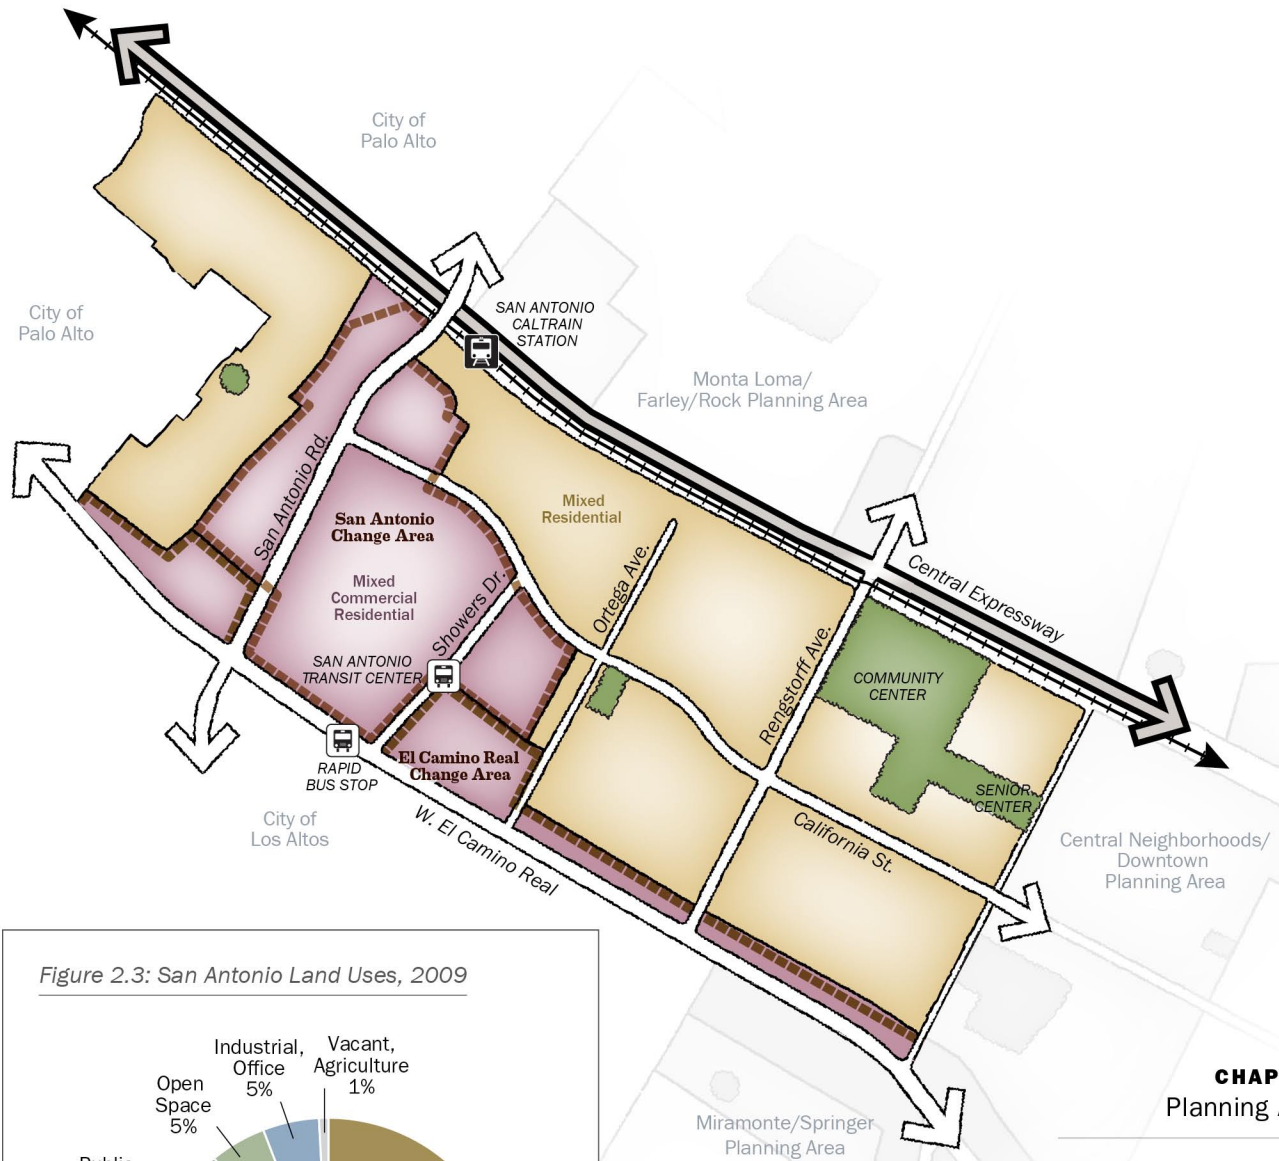 City of
Palo Alto
SAN ANTONIO
CALTRAIN
STATION
City of
Palo Alto
Monta Loma/
Farley/Rock Planning Area
San Antonio Rd.
Mixed
Residential
San Antonio
Change Area
Mixed
Commercial
Residential
Showers Dr.
Ortega Ave.
Central Expressway
SAN ANTONIO
TRANSIT CENTER
Rengstorff Ave.
COMMUNITY
CENTER
El Camino Real
Change Area
RAPID
BUS STOP
SENIOR
CENTER
City of
Los Altos
W. El Camino Real
California St.
Central Neighborhoods/
Downtown
Planning Area
Figure 2.3: San Antonio Land Uses, 2009
Industrial,
Office
5%
Vacant,
Agriculture
1%
Open
Space
5%
CHAP
Planning
Miramonte/Springer
Planning Area